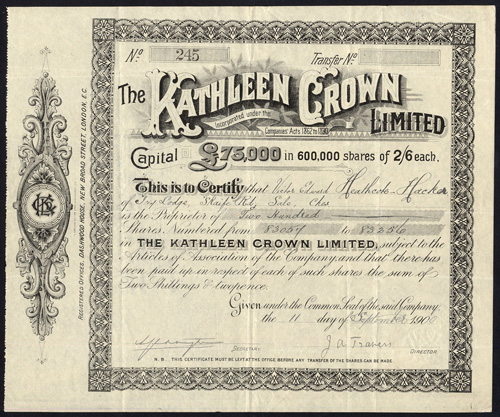 No 245 Transfer No
The KATHLEEN CROWN LIMITED
Incorporated under the
Companies' Acts, 1862 to 1890
Capital £75,000 in 600,000 shares of 2/6 each.
This is to Certify that Victor Edward Heathcote-Hacker
of Ivy Lodge, Sale Ches
is the Proprietor of Two Hundred
Shares Numbered from 83057 to 83256
in THE KATHLEEN CROWN LIMITED, subject to the
Articles of Association of the Company and that there has
been paid up in respect of each of such shares the sum of
Two Shillings & sixpence.
Given under the Common Seal of the said Company
the 11 day of September 190
SECRETARY.
J. A. Travers DIRECTOR
N.B. THIS CERTIFICATE MUST BE LEFT AT THE OFFICE BEFORE ANY TRANSFER OF THE SHARES CAN BE MADE.
REGISTERED OFFICES. DASHWOOD HOUSE, NEW BROAD STREET, LONDON, E.C.